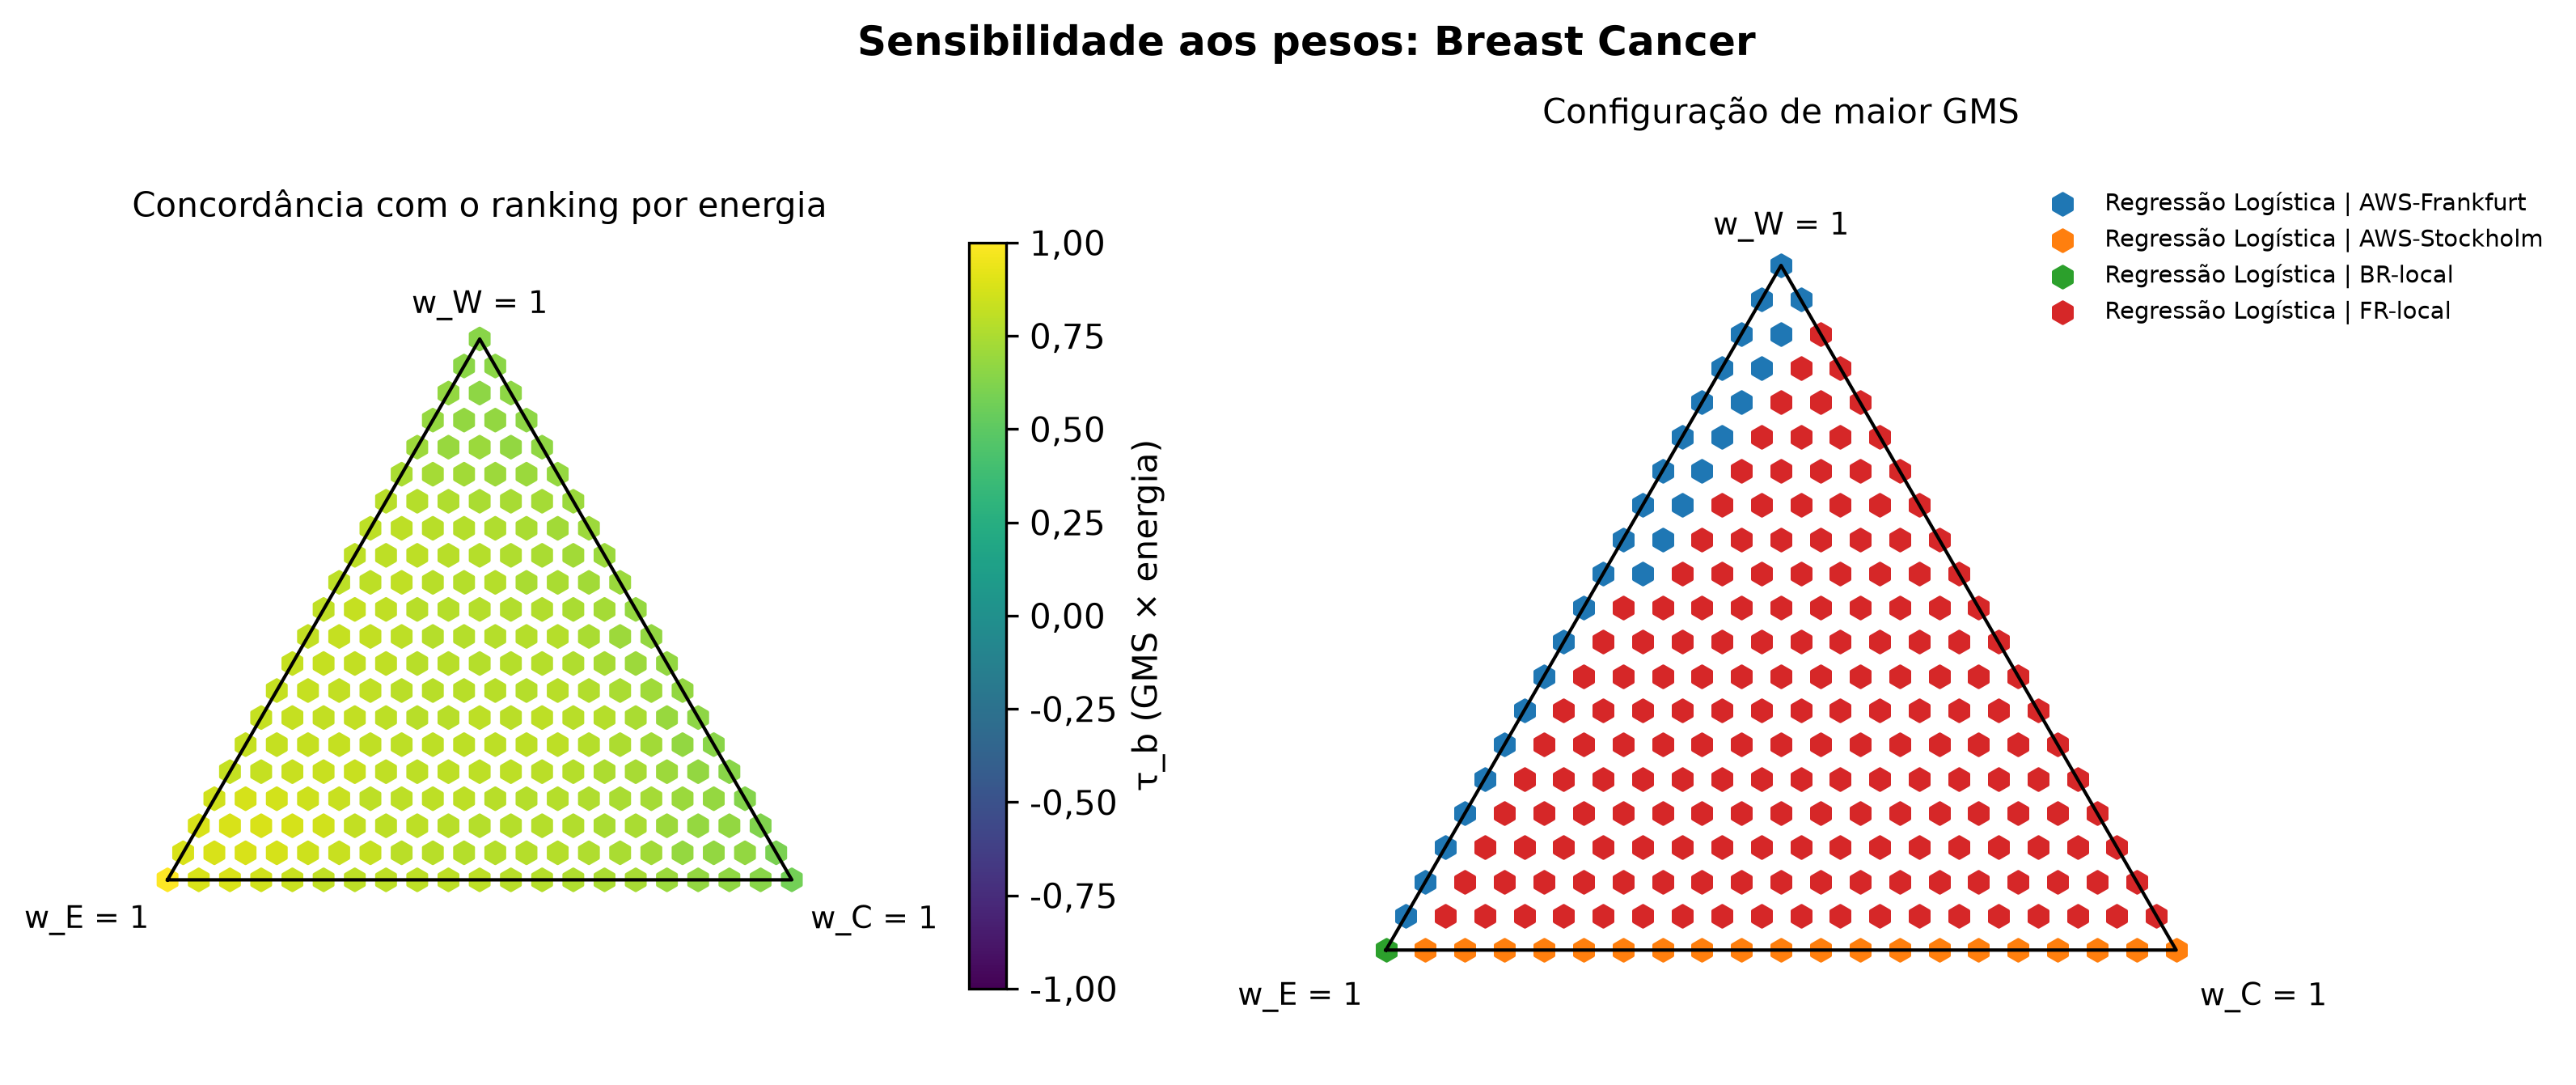 Sensibilidade aos pesos: Breast Cancer
Concordância com o ranking por energia
w_W = 1
w_E = 1
w_C = 1
1,00
0,75
0,50
0,25
0,00
-0,25
-0,50
-0,75
-1,00
τ_b (GMS × energia)
Configuração de maior GMS
w_W = 1
w_E = 1
w_C = 1
Regressão Logística | AWS-Frankfurt
Regressão Logística | AWS-Stockholm
Regressão Logística | BR-local
Regressão Logística | FR-local